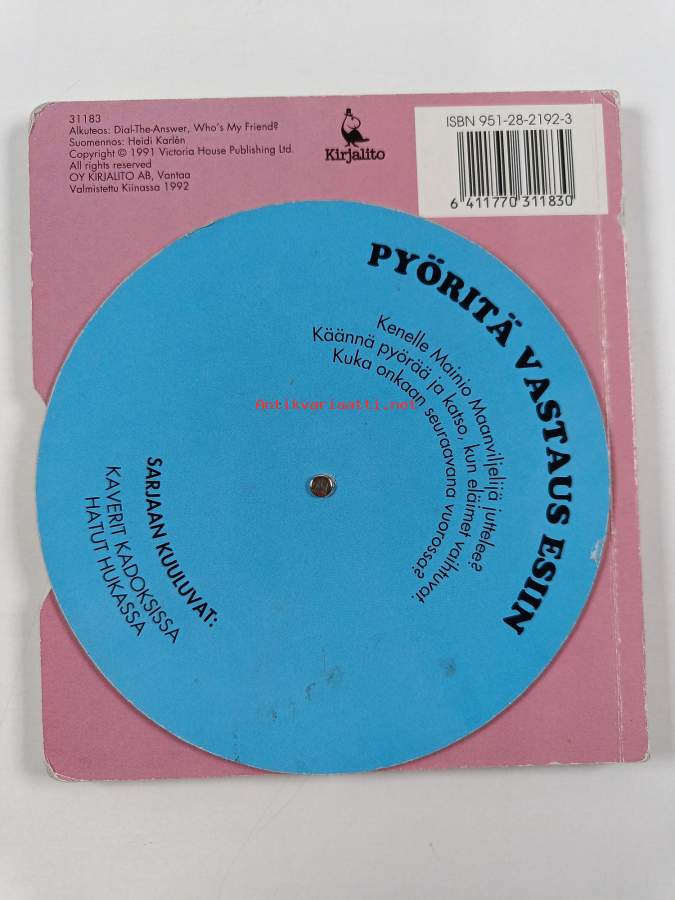 31183
Alkuteos: Dial-The-Answer, Who's My Friend?
Suomennos: Heidi Karlén
Copyright © 1991 Victoria House Publishing Ltd.
All rights reserved
OY KIRJALITO AB, Vantaa
Valmistettu Kiinassa 1992
Kirjalito
ISBN 951-28-2192-3
6 411770 311830
PYÖRITÄ VASTAUS ESIIN
Kenelle Mainio Maanviljelijä juttelee?
Käännä pyörää ja katso, kun eläimet vaihtuvat.
Kuka onkaan seuraavana vuorossa?
Antikvariaatti.net
SARJAAN KUULUVAT:
KAVERIT KADOKSISSA
HATUT HUKASSA